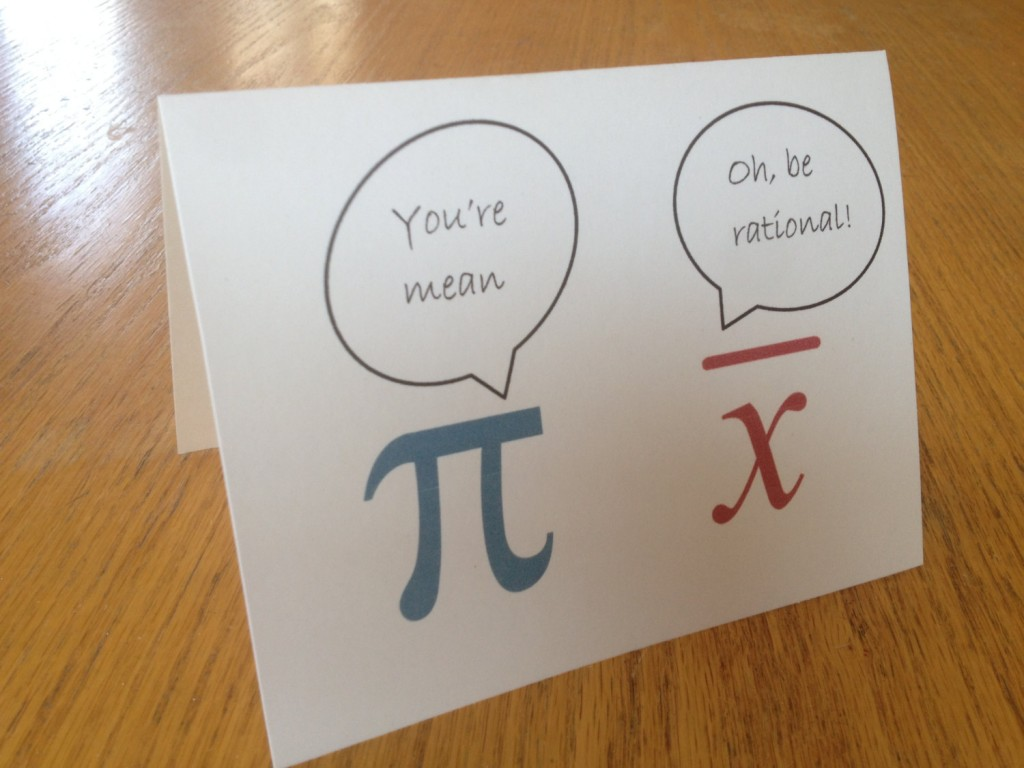 You're
mean
Oh, be
rational!
π
x̄